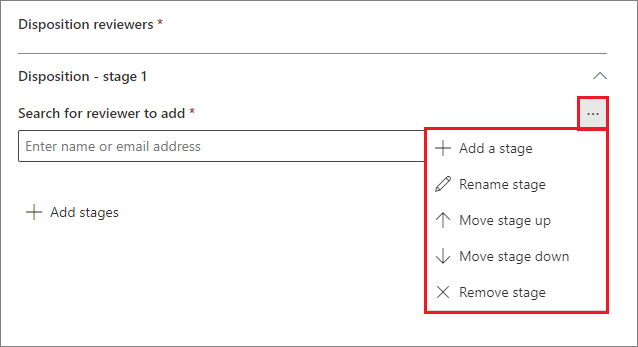 Disposition reviewers *
Disposition - stage 1
Search for reviewer to add *
...
Enter name or email address
Add a stage
Rename stage
Add stages
Move stage up
Move stage down
Remove stage